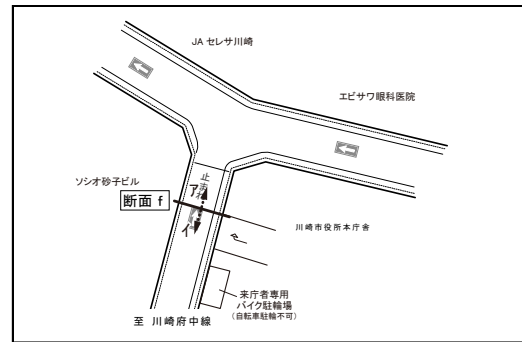 JA セレサ川崎
エビサワ眼科医院
ソシオ砂子ビル
止まれ
ア
断面 f
イ
川崎市役所本庁舎
来庁者専用
バイク駐輪場
(自転車駐輪不可)
至 川崎府中線